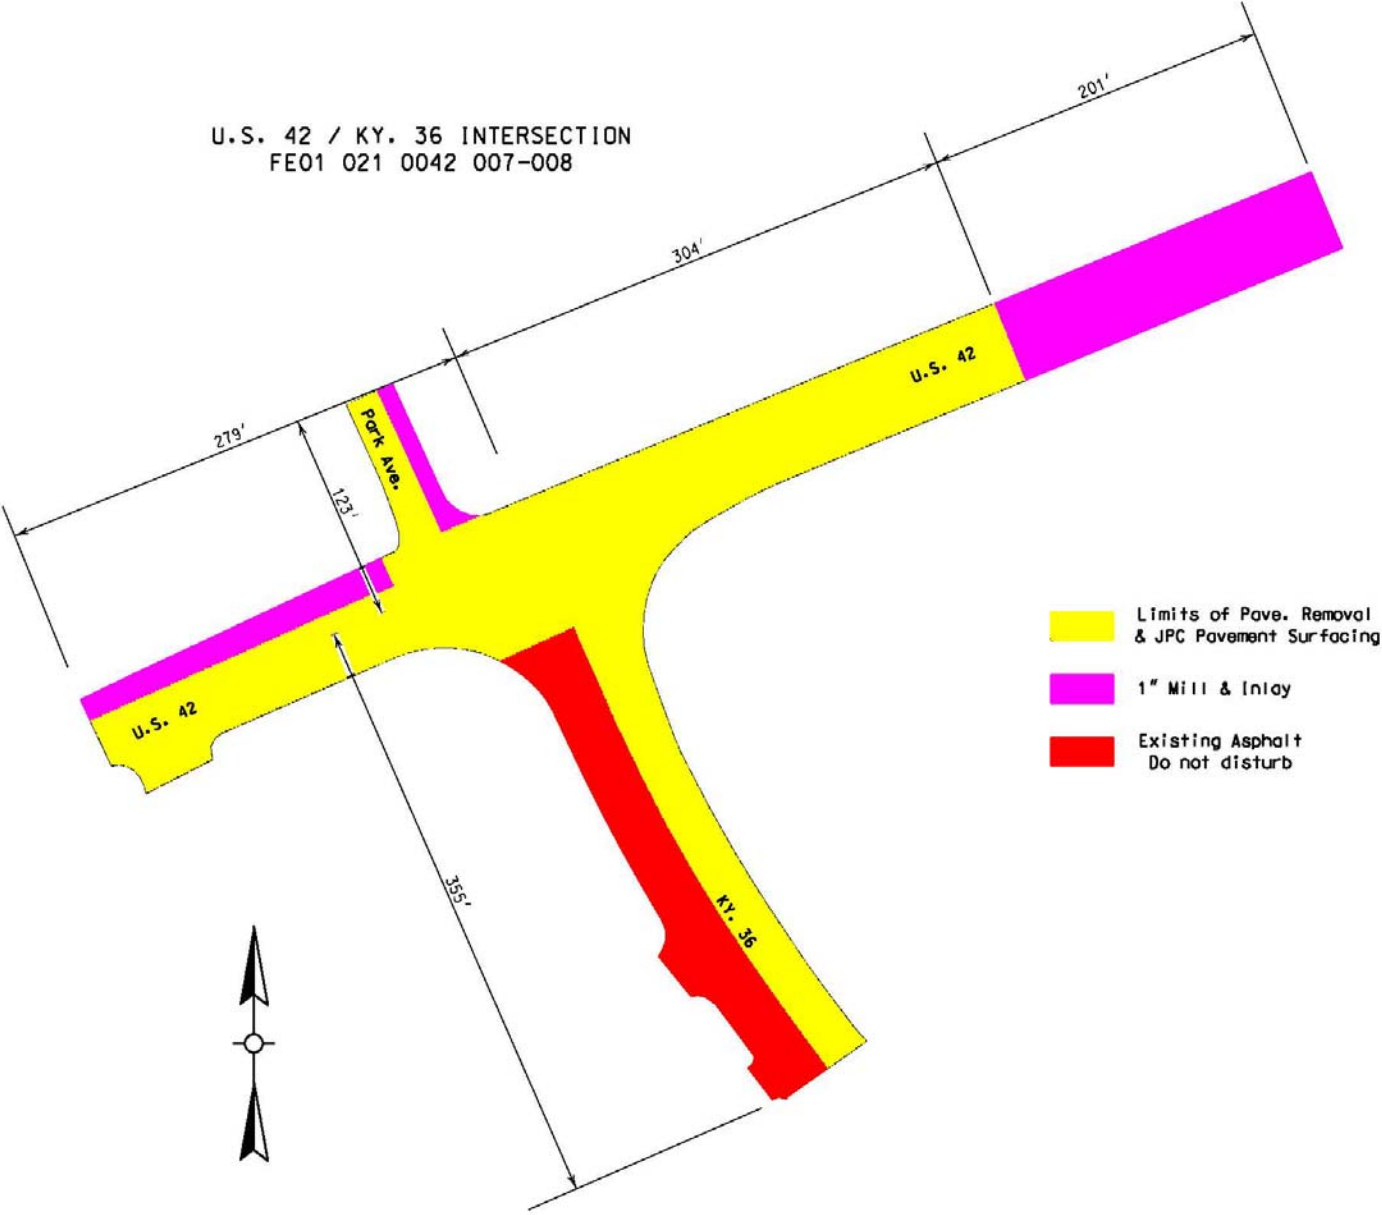 U.S. 42 / KY. 36 INTERSECTION
FE01 021 0042 007-008
201'
304'
279'
123'
Park Ave.
U.S. 42
U.S. 42
355'
KY. 36
Limits of Pave. Removal
& JPC Pavement Surfacing
1" Mill & Inlay
Existing Asphalt
Do not disturb